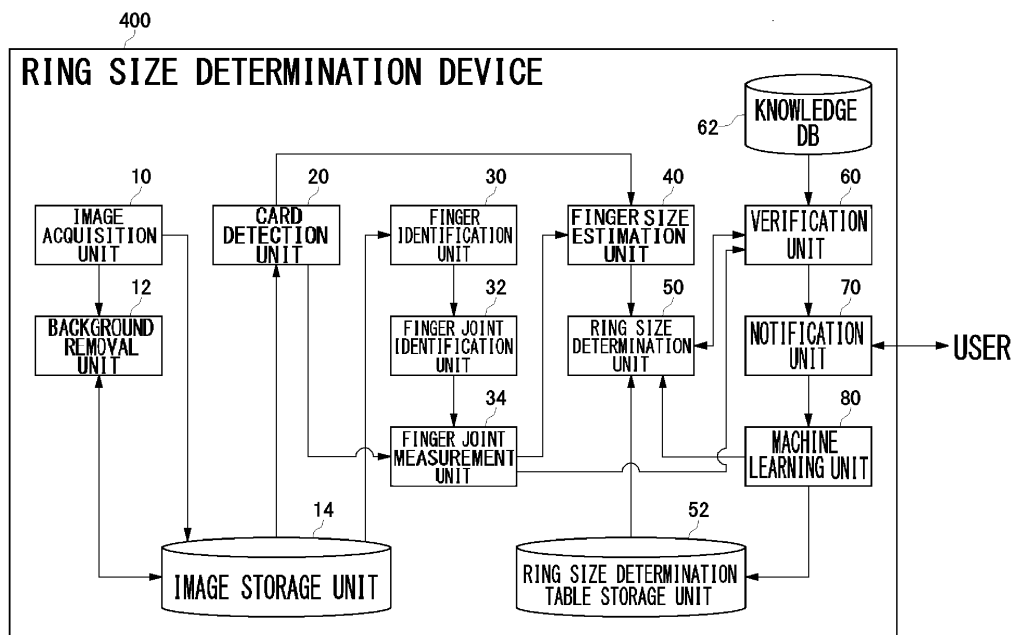 400
RING SIZE DETERMINATION DEVICE
62
KNOWLEDGE
DB
10
IMAGE
ACQUISITION
UNIT
20
CARD
DETECTION
UNIT
30
FINGER
IDENTIFICATION
UNIT
40
FINGER SIZE
ESTIMATION
UNIT
60
VERIFICATION
UNIT
12
BACKGROUND
REMOVAL
UNIT
32
FINGER JOINT
IDENTIFICATION
UNIT
50
RING SIZE
DETERMINATION
UNIT
70
NOTIFICATION
UNIT
USER
34
FINGER JOINT
MEASUREMENT
UNIT
80
MACHINE
LEARNING UNIT
14
IMAGE STORAGE UNIT
52
RING SIZE DETERMINATION
TABLE STORAGE UNIT